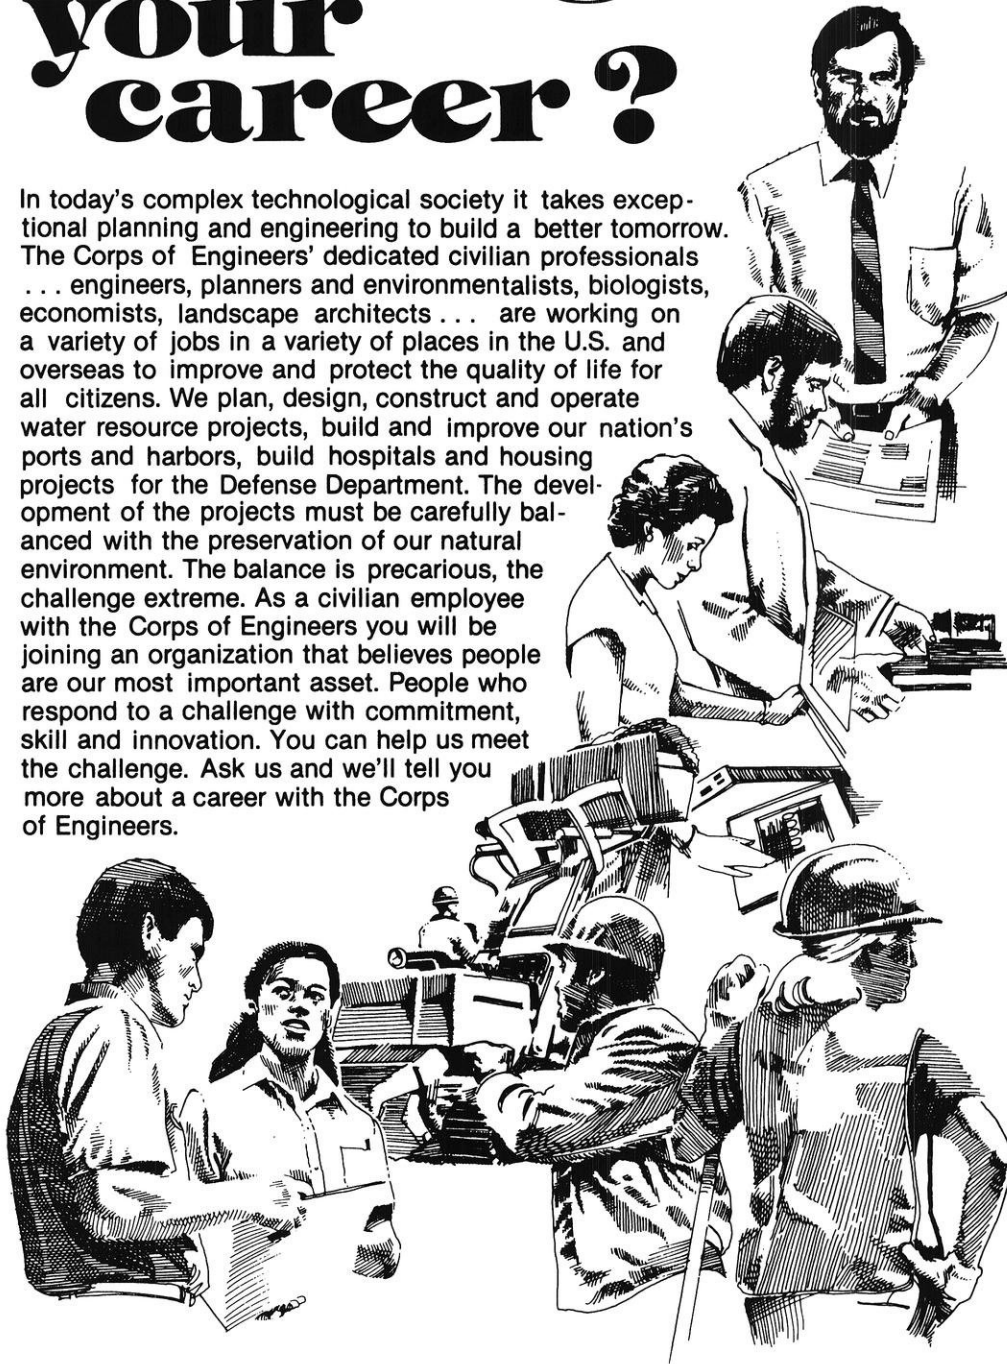 your
career?
In today's complex technological society it takes excep-
tional planning and engineering to build a better tomorrow.
The Corps of Engineers' dedicated civilian professionals
... engineers, planners and environmentalists, biologists,
economists, landscape architects ... are working on
a variety of jobs in a variety of places in the U.S. and
overseas to improve and protect the quality of life for
all citizens. We plan, design, construct and operate
water resource projects, build and improve our nation's
ports and harbors, build hospitals and housing
projects for the Defense Department. The devel-
opment of the projects must be carefully bal-
anced with the preservation of our natural
environment. The balance is precarious, the
challenge extreme. As a civilian employee
with the Corps of Engineers you will be
joining an organization that believes people
are our most important asset. People who
respond to a challenge with commitment,
skill and innovation. You can help us meet
the challenge. Ask us and we'll tell you
more about a career with the Corps
of Engineers.